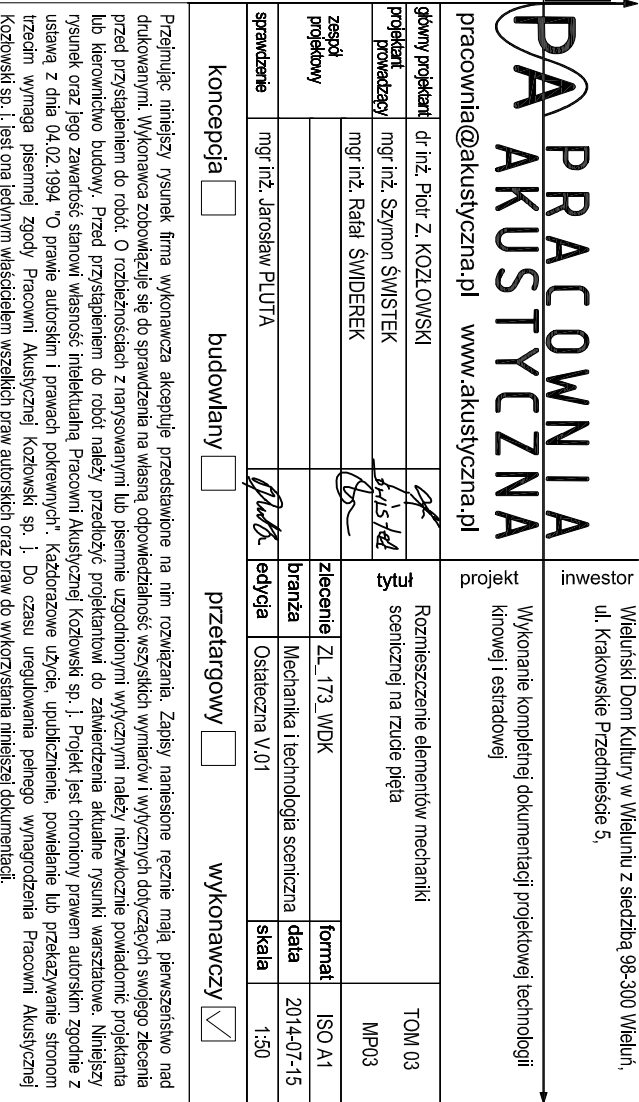 PA PRACOWNIA
AKUSTYCZNA
pracownia@akustyczna.pl www.akustyczna.pl
inwestor
Wieluński Dom Kultury w Wieluniu z siedzibą 98-300 Wieluń,
ul. Krakowskie Przedmieście 5,
projekt
Wykonanie kompletnej dokumentacji projektowej technologii
kinowej i estradowej
główny projektant dr inż. Piotr Z. KOZŁOWSKI
projektant
prowadzący
mgr inż. Szymon ŚWISTEK
ŚWISTEK
zespół
projektowy
mgr inż. Rafał ŚWIDEREK
sprawdzenie mgr inż. Jarosław PLUTA
tytuł
Rozmieszczenie elementów mechaniki
scenicznej na rzucie pięta
TOM 03
MP03
zlecenie ZL_173_WDK format ISO A1
branża Mechanika i technologia sceniczna data 2014-07-15
edycja Ostateczna V.01 skala 1:50
koncepcja budowlany przetargowy wykonawczy
Przejmując niniejszy rysunek firma wykonawcza akceptuje przedstawione na nim rozwiązania. Zapisy naniesione ręcznie mają pierwszeństwo nad
drukowanymi. Wykonawca zobowiązuje się do sprawdzenia na własną odpowiedzialność wszystkich wymiarów i wytycznych dotyczących swojego zlecenia
przed przystąpieniem do robót. O rozbieżnościach z narysowanymi lub pisemnie uzgodnionymi wytycznymi należy niezwłocznie powiadomić projektanta
lub kierownictwo budowy. Przed przystąpieniem do robót należy przedłożyć projektantowi do zatwierdzenia aktualne rysunki warsztatowe. Niniejszy
rysunek oraz jego zawartość stanowi własność intelektualną Pracowni Akustycznej Kozłowski sp. j. Projekt jest chroniony prawem autorskim zgodnie z
ustawą z dnia 04.02.1994 "O prawie autorskim i prawach pokrewnych". Każdorazowe użycie, upublicznienie, powielanie lub przekazywanie stronom
trzecim wymaga pisemnej zgody Pracowni Akustycznej Kozłowski sp. j. Do czasu uregulowania pełnego wynagrodzenia Pracowni Akustycznej
Kozłowski sp. j. jest ona jedynym właścicielem wszelkich praw autorskich oraz praw do wykorzystania niniejszej dokumentacji.